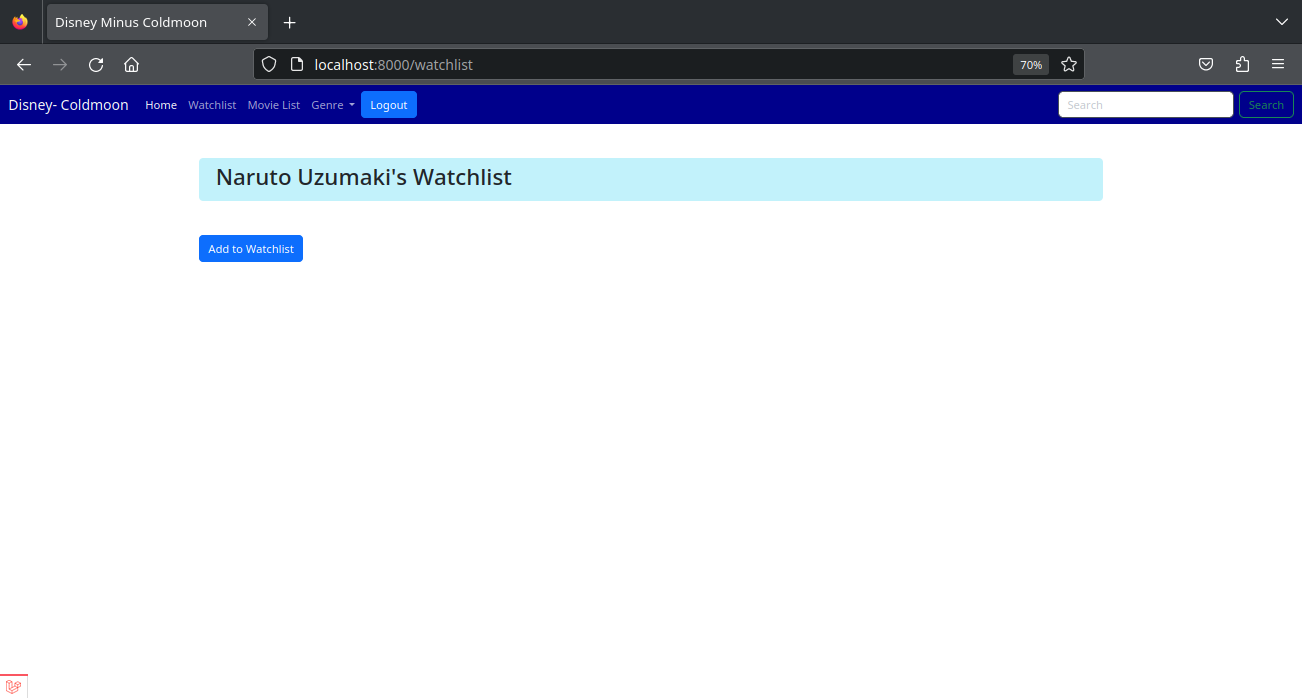 Disney Minus Coldmoon
localhost:8000/watchlist 70%
Disney- Coldmoon Home Watchlist Movie List Genre Logout Search Search
Naruto Uzumaki's Watchlist
Add to Watchlist